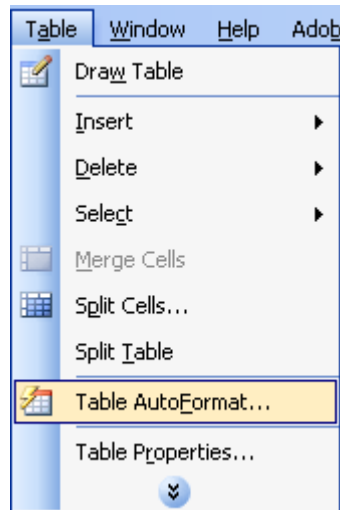 Table Window Help Adob
Draw Table
Insert
Delete
Select
Merge Cells
Split Cells...
Split Table
Table AutoFormat...
Table Properties...